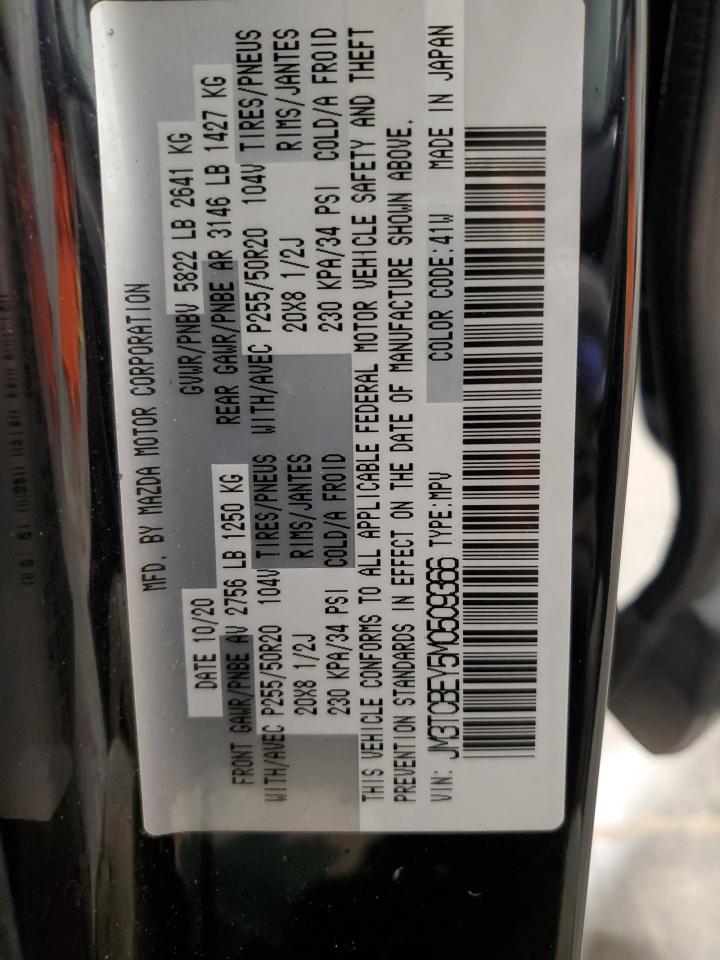 MFD. BY MAZDA MOTOR CORPORATION
DATE 10/20 GVWR/PNBV 5822 LB 2641 KG
FRONT GAWR/PNBE AV 2756 LB 1250 KG REAR GAWR/PNBE AR 3146 LB 1427 KG
WITH/AVEC P255/50R20 104V TIRES/PNEUS WITH/AVEC P255/50R20 104V TIRES/PNEUS
20X8 1/2J RIMS/JANTES 20X8 1/2J RIMS/JANTES
230 KPA/34 PSI COLD/A FROID 230 KPA/34 PSI COLD/A FROID
THIS VEHICLE CONFORMS TO ALL APPLICABLE FEDERAL MOTOR VEHICLE SAFETY AND THEFT
PREVENTION STANDARDS IN EFFECT ON THE DATE OF MANUFACTURE SHOWN ABOVE.
VIN: JM3TCBEY5M0509366 TYPE:MPV COLOR CODE:41W MADE IN JAPAN